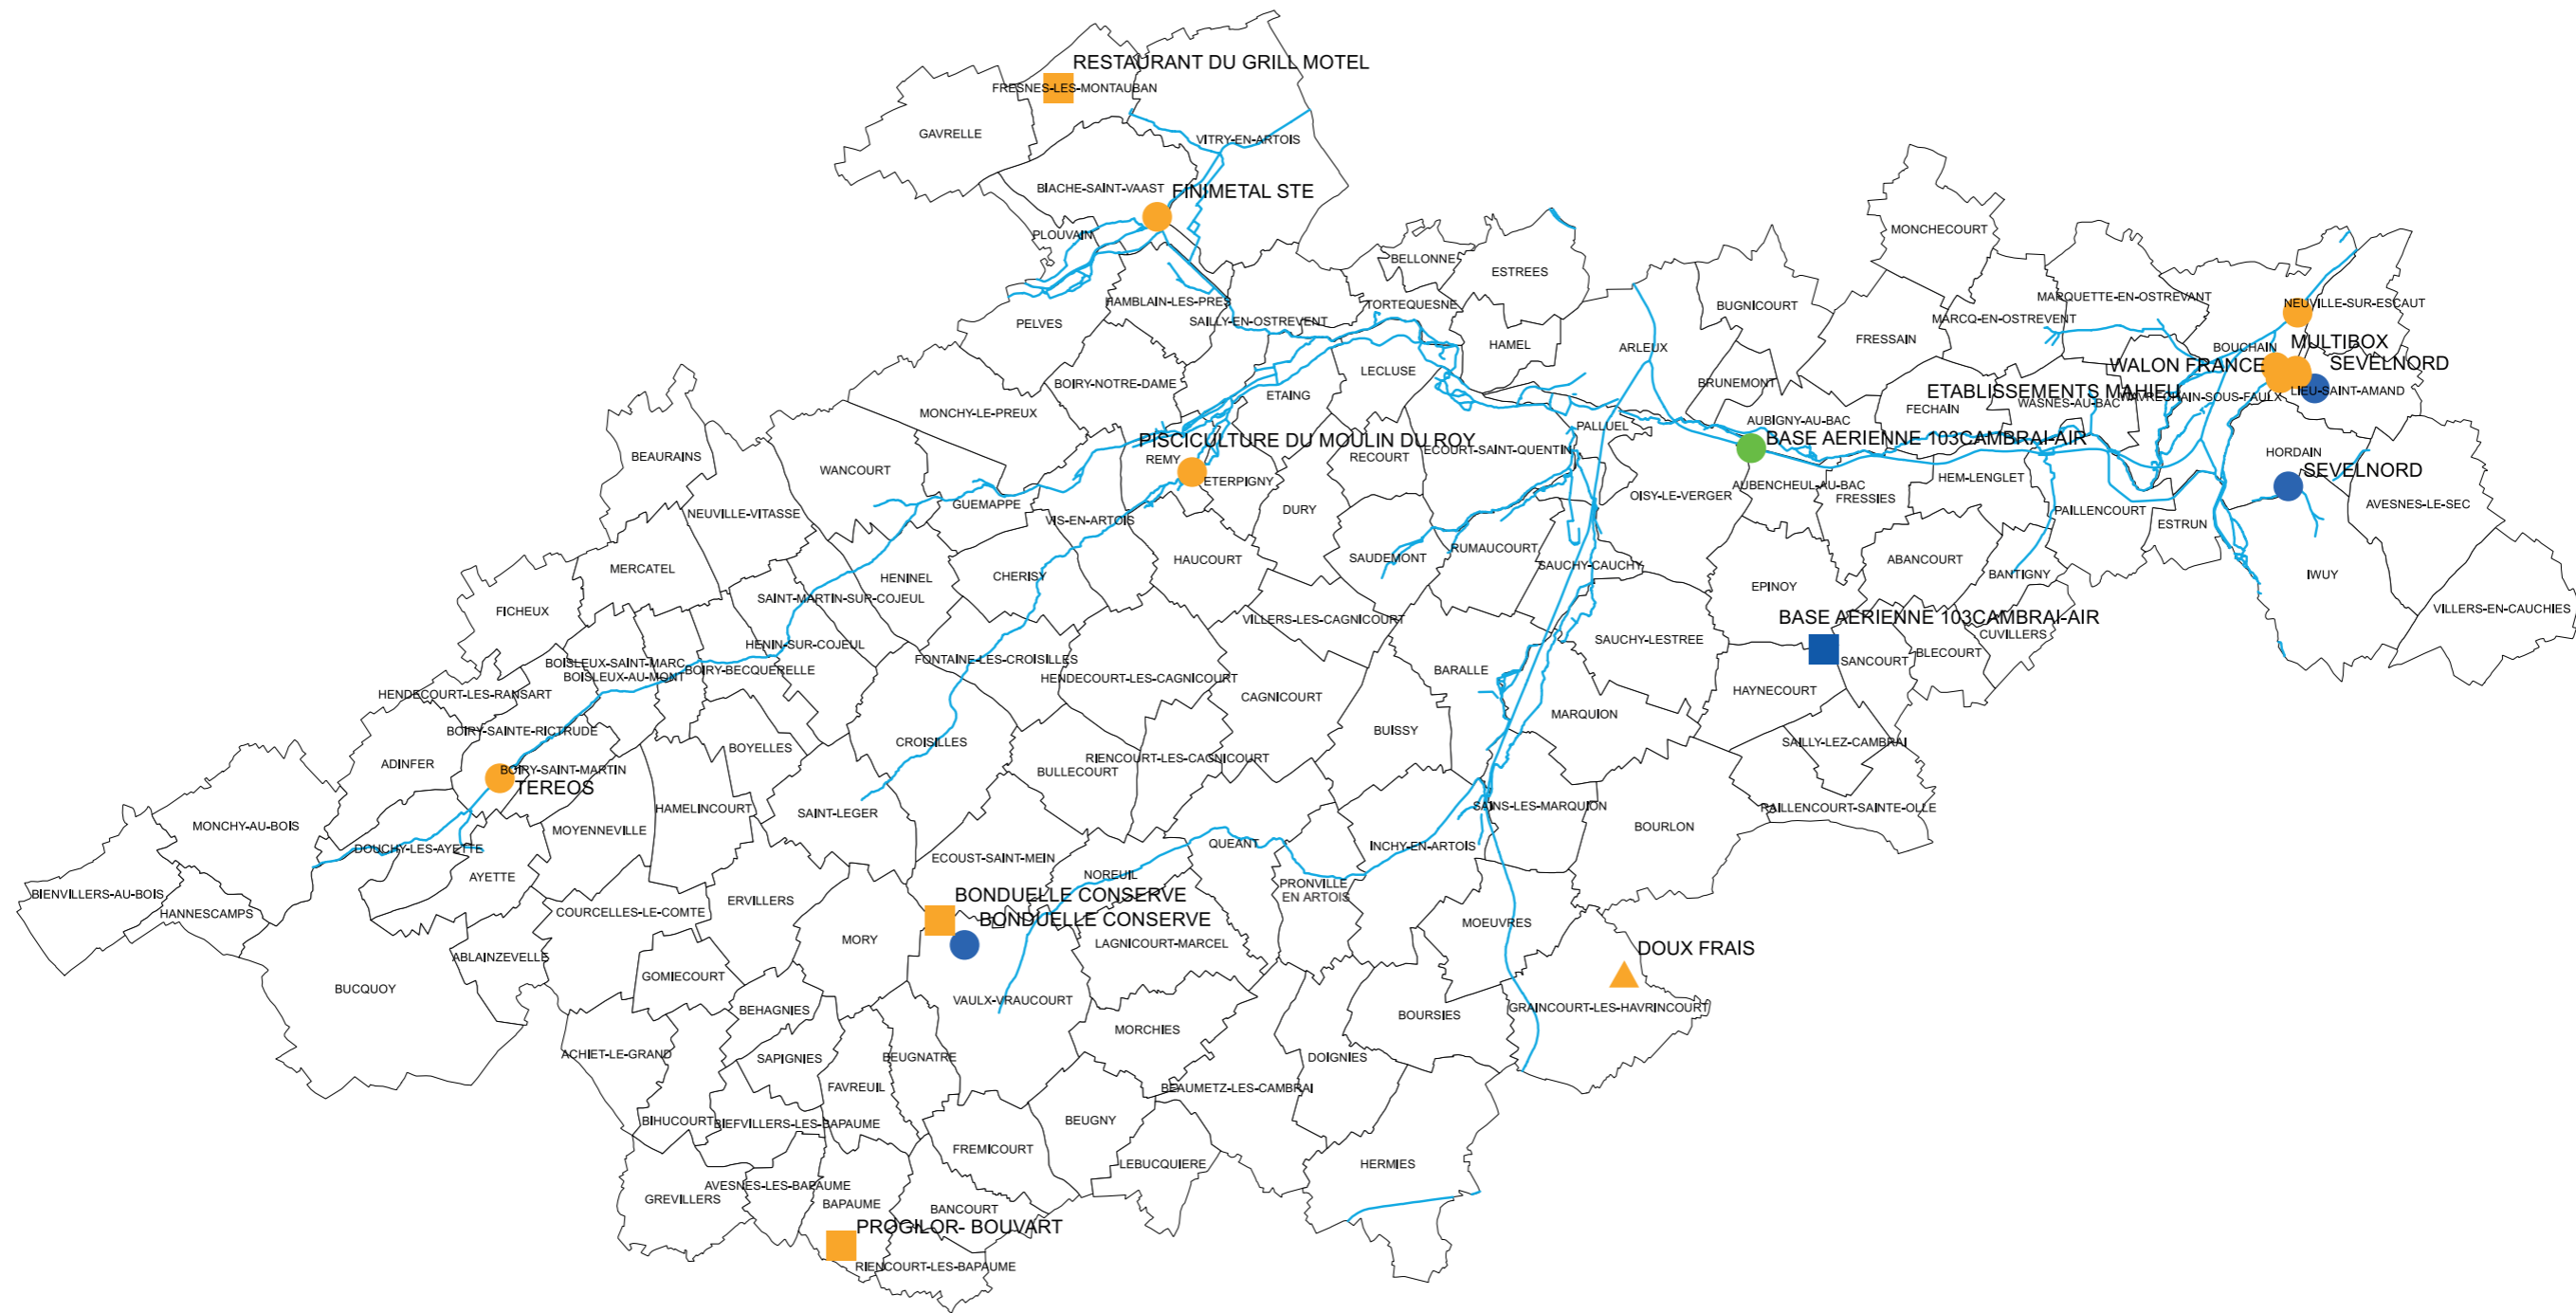 RESTAURANT DU GRILL MOTEL
FRESNES-LES-MONTAUBAN
GAVRELLE
VITRY-EN-ARTOIS
BIACHE-SAINT-VAAST
FINIMETAL STE
PLOUVAIN
BELLONNE
ESTREES
MONCHECOURT
HAMBLAIN-LES-PRES
TORTEQUESNE
BUGNICOURT
MARQUETTE-EN-OSTREVANT
NEUVILLE-SUR-ESCAUT
PELVES
SAILLY-EN-OSTREVENT
MARCQ-EN-OSTREVENT
HAMEL
ARLEUX
FRESSAIN
BOUCHAIN
MULTIBOX
WALON FRANCE
SEVELNORD
LECLUSE
BOIRY-NOTRE-DAME
BRUNEMONT
ETAING
ETABLISSEMENTS MAHIEU
LIEU-SAINT-AMAND
WAVRECHAIN-SOUS-FAULX
WASNES-AU-BAC
FECHAIN
MONCHY-LE-PREUX
AUBIGNY-AU-BAC
PALLUEL
PISCICULTURE DU MOULIN DU ROY
BASE AERIENNE 103CAMBRAI-AIR
ECOURT-SAINT-QUENTIN
HORDAIN
BEAURAINS
WANCOURT
REMY
RECOURT
SEVELNORD
ETERPIGNY
HEM-LENGLET
AUBENCHEUL-AU-BAC
OISY-LE-VERGER
FRESSIES
GUEMAPPE
AVESNES-LE-SEC
DURY
PAILLENCOURT
NEUVILLE-VITASSE
VIS-EN-ARTOIS
ESTRUN
RUMAUCOURT
SAUDEMONT
HAUCOURT
ABANCOURT
SAUCHY-CAUCHY
MERCATEL
CHERISY
HENINEL
BANTIGNY
IWUY
EPINOY
SAINT-MARTIN-SUR-COJEUL
FICHEUX
VILLERS-EN-CAUCHIES
BASE AERIENNE 103CAMBRAI-AIR
VILLERS-LES-CAGNICOURT
CUVILLERS
SAUCHY-LESTREE
HENIN-SUR-COJEUL
BLECOURT
FONTAINE-LES-CROISILLES
SANCOURT
BOISLEUX-SAINT-MARC
BOIRY-BECQUERELLE
BARALLE
BOISLEUX-AU-MONT
HENDECOURT-LES-CAGNICOURT
HAYNECOURT
HENDECOURT-LES-RANSART
CAGNICOURT
MARQUION
BOIRY-SAINTE-RICTRUDE
BUISSY
CROISILLES
SAILLY-LEZ-CAMBRAI
BOYELLES
RIENCOURT-LES-CAGNICOURT
ADINFER
BOIRY-SAINT-MARTIN
BULLECOURT
TEREOS
SAINS-LES-MARQUION
RAILLENCOURT-SAINTE-OLLE
HAMELINCOURT
SAINT-LEGER
MONCHY-AU-BOIS
BOURLON
MOYENNEVILLE
QUEANT
INCHY-EN-ARTOIS
DOUCHY-LES-AYETTE
ECOUST-SAINT-MEIN
NOREUIL
AYETTE
PRONVILLE
EN ARTOIS
BIENVILLERS-AU-BOIS
BONDUELLE CONSERVE
ERVILLERS
HANNESCAMPS
COURCELLES-LE-COMTE
BONDUELLE CONSERVE
MOEUVRES
MORY
LAGNICOURT-MARCEL
DOUX FRAIS
ABLAINZEVELLE
GOMIECOURT
BUCQUOY
VAULX-VRAUCOURT
GRAINCOURT-LES-HAVRINCOURT
BEHAGNIES
BOURSIES
MORCHIES
ACHIET-LE-GRAND
SAPIGNIES
BEUGNATRE
DOIGNIES
FAVREUIL
BEAUMETZ-LES-CAMBRAI
BIHUCOURT
BIEFVILLERS-LES-BAPAUME
BEUGNY
FREMICOURT
LEBUCQUIERE
HERMIES
AVESNES-LES-BAPAUME
GREVILLERS
BAPAUME
BANCOURT
PROGILOR- BOUVART
RIENCOURT-LES-BAPAUME